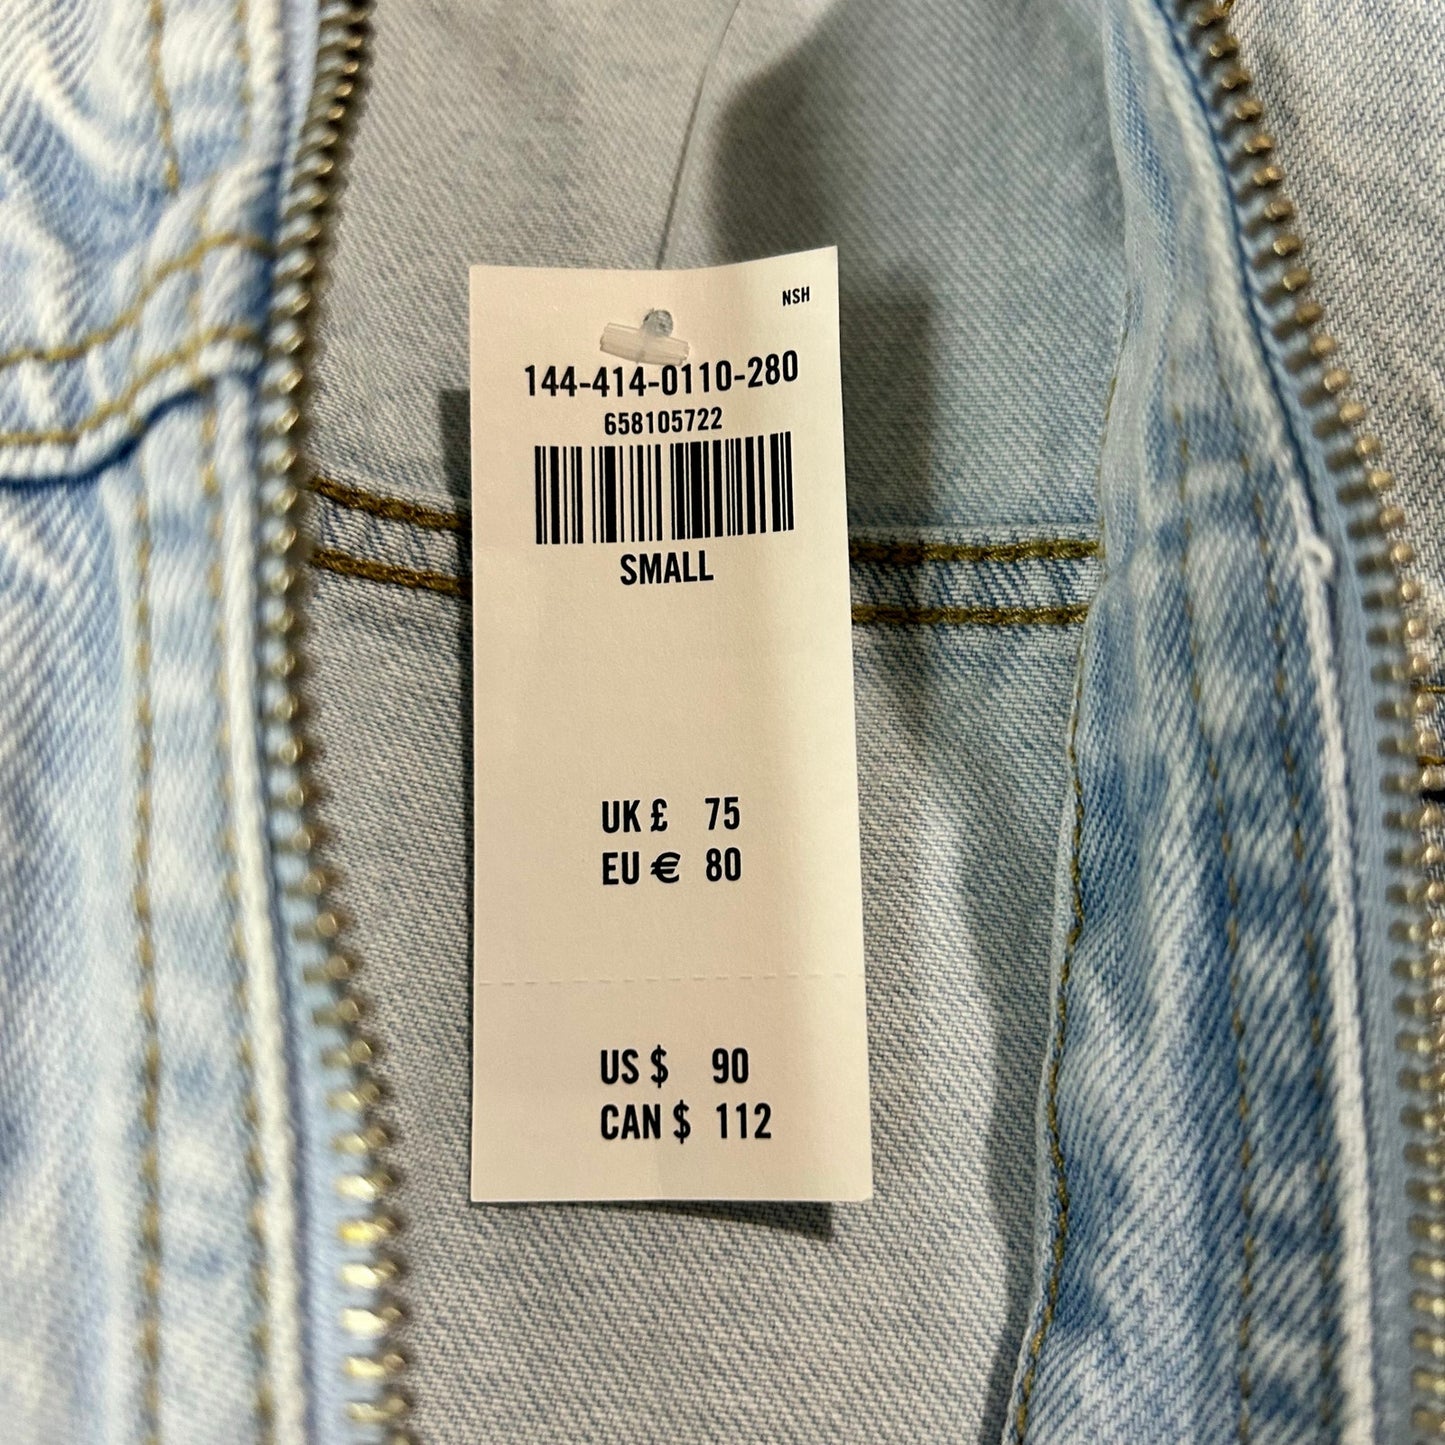 NSH
144-414-0110-280
658105722
SMALL
UK £ 75
EU € 80
US $ 90
CAN $ 112